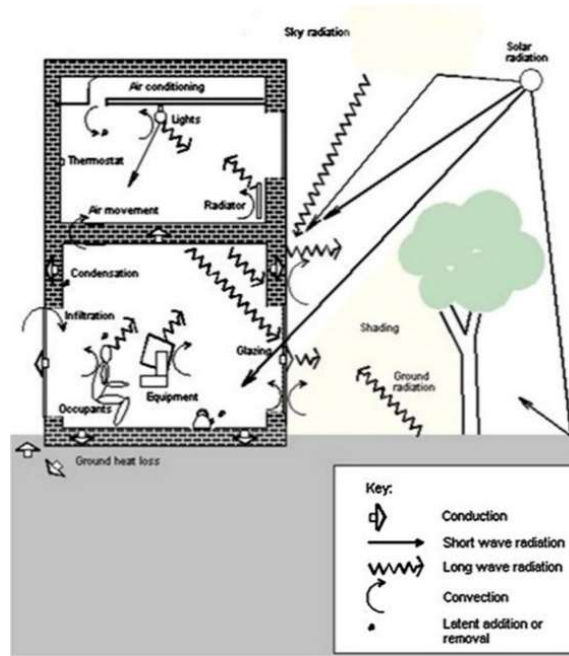 Sky radiation
Solar
radiation
Air conditioning
Lights
Thermostat
Radiator
Air movement
Condensation
Infiltration
Shading
Glazing
Ground
radiation
Equipment
Occupants
Ground heat loss
Key:
Conduction
Short wave radiation
Long wave radiation
Convection
Latent addition or
removal